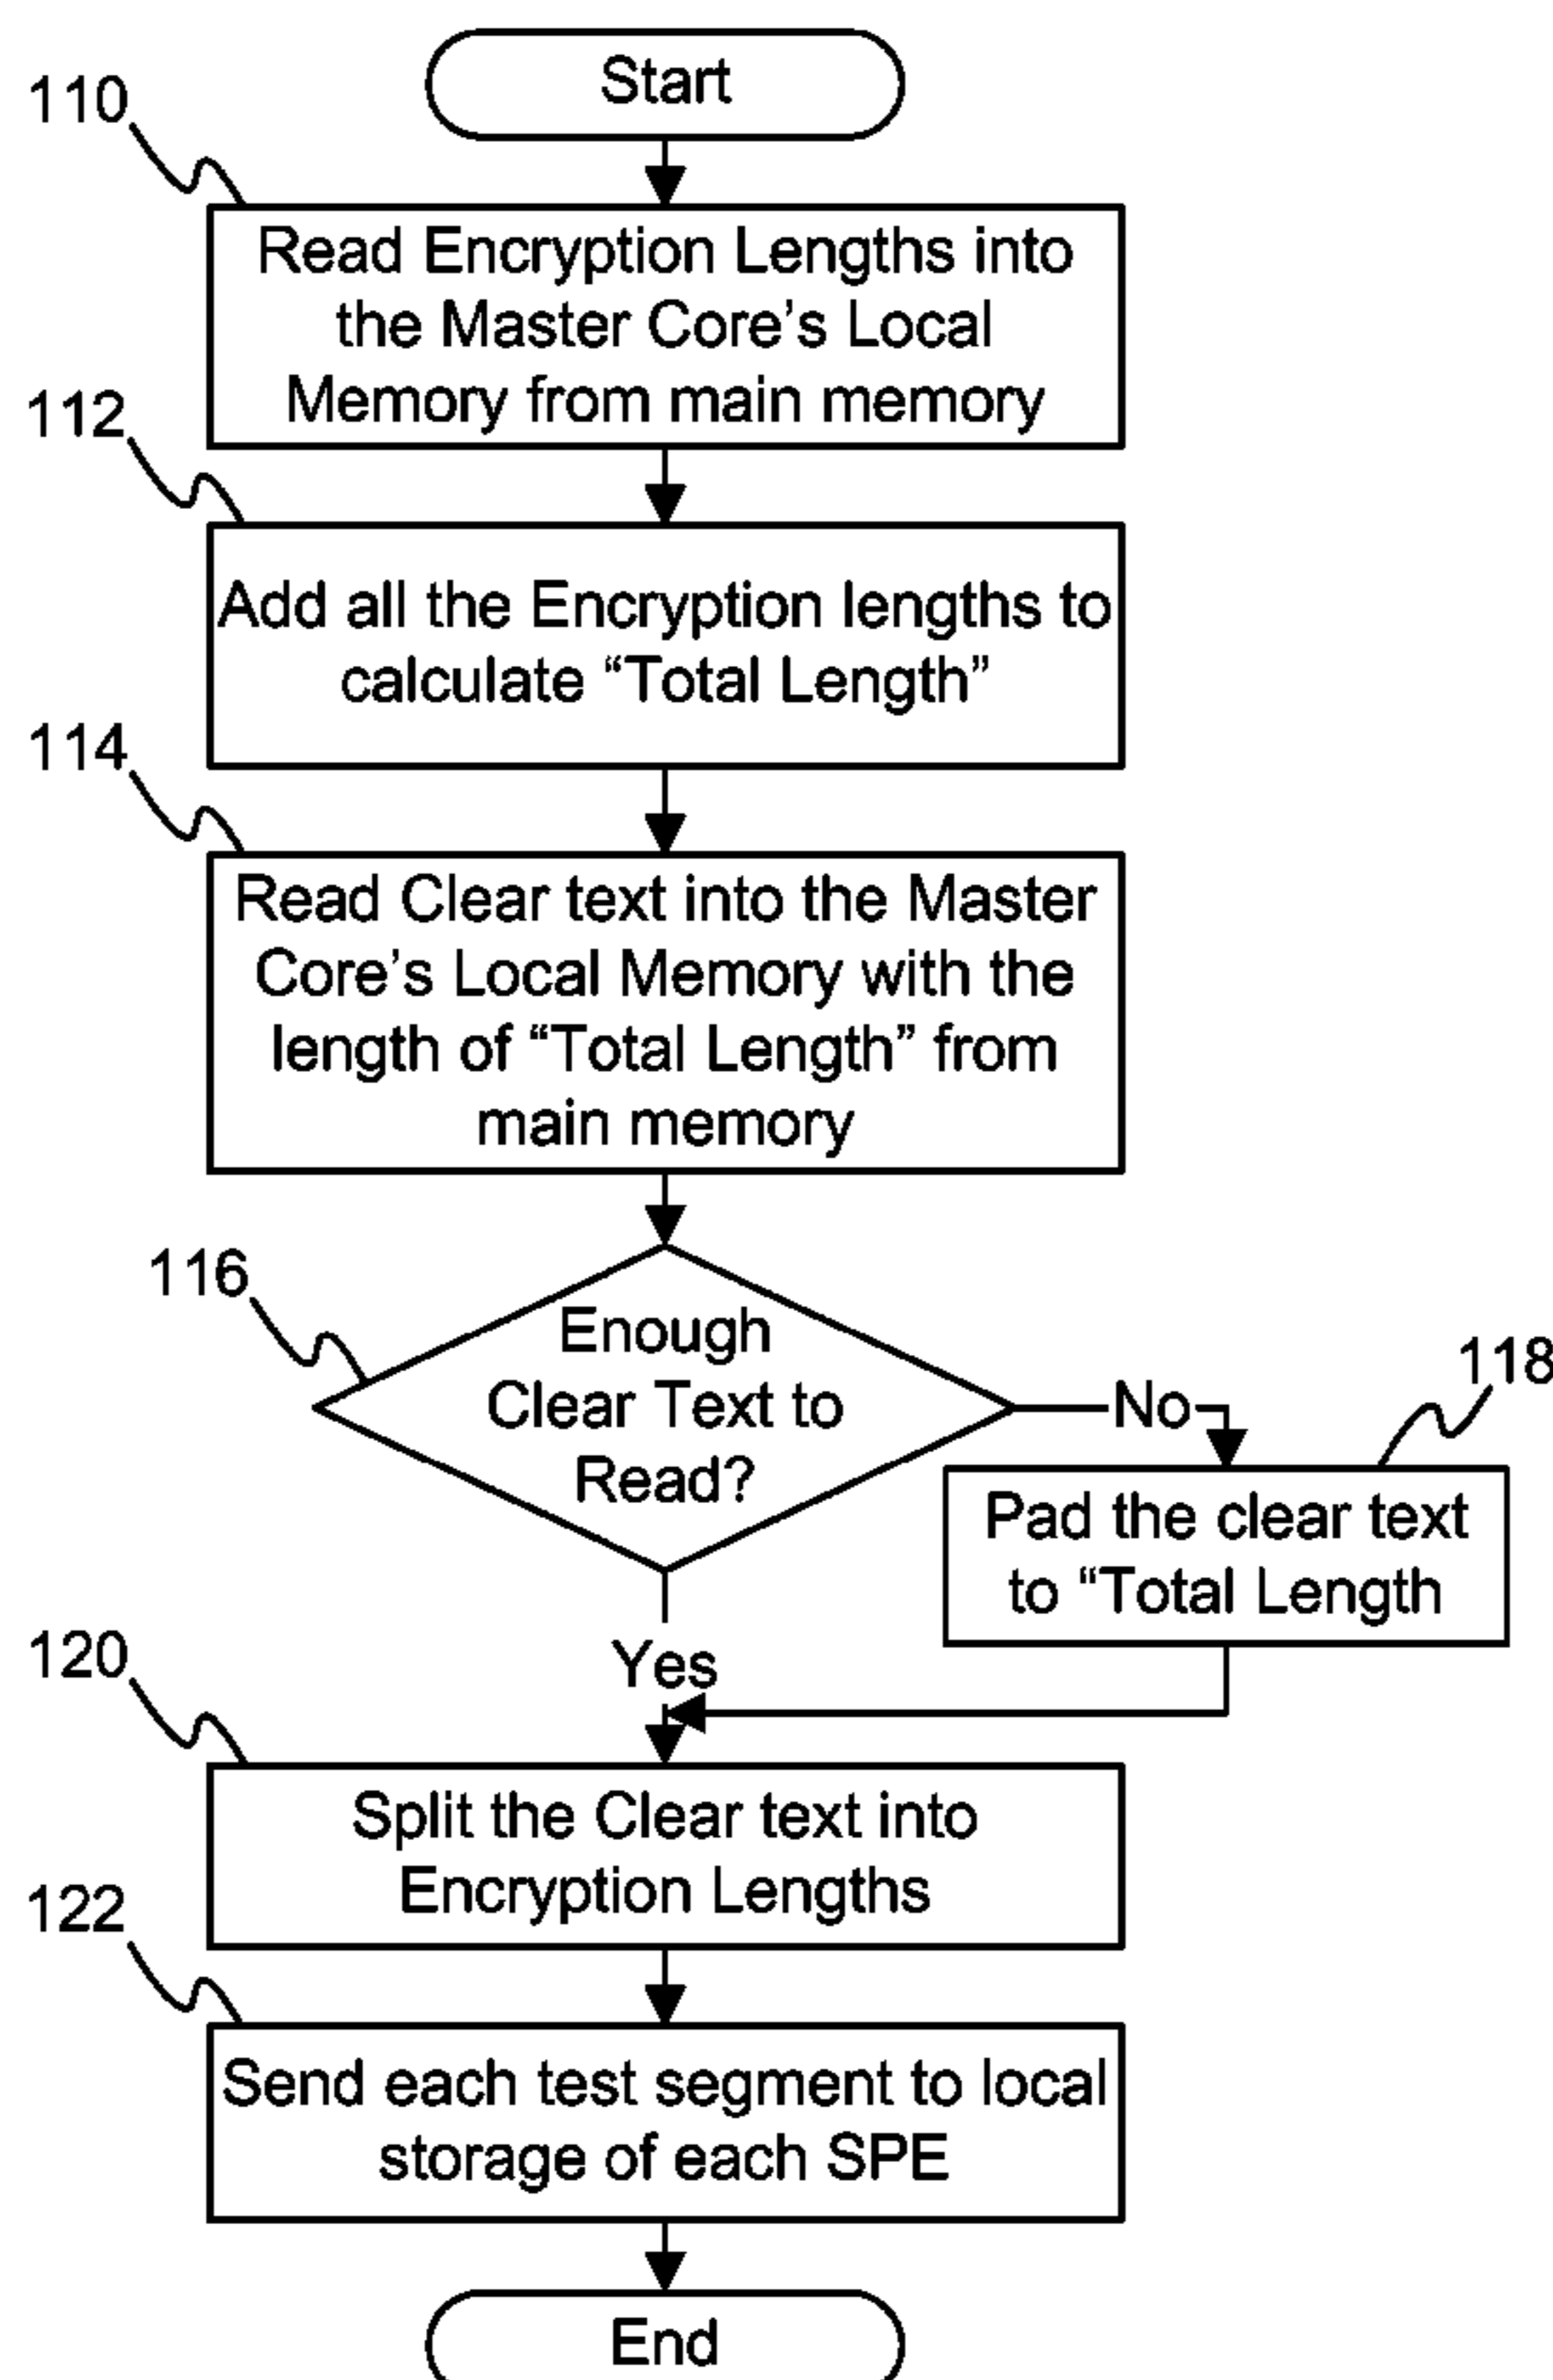 Start
110
Read Encryption Lengths into
the Master Core's Local
Memory from main memory
112
Add all the Encryption lengths to
calculate “Total Length”
114
Read Clear text into the Master
Core's Local Memory with the
length of “Total Length” from
main memory
116
Enough
Clear Text to
Read?
No
118
Pad the clear text
to “Total Length
Yes
120
Split the Clear text into
Encryption Lengths
122
Send each test segment to local
storage of each SPE
End